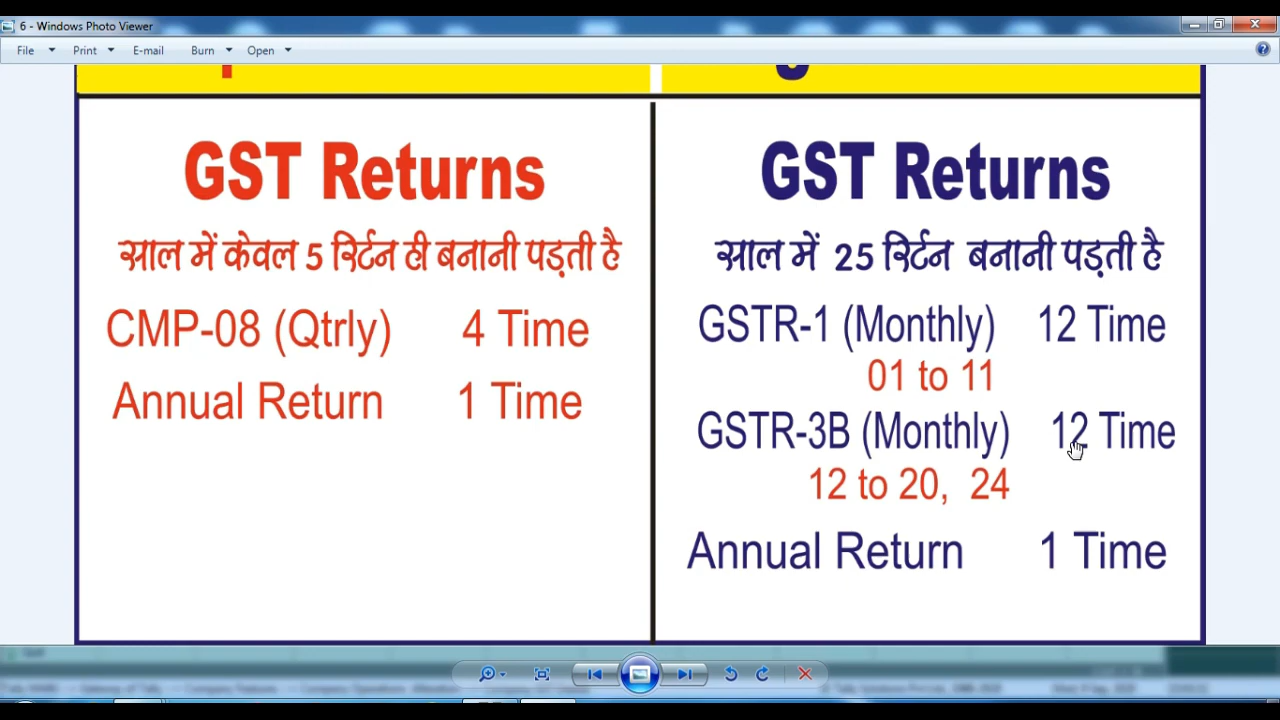 6 - Windows Photo Viewer
File Print E-mail Burn Open
GST Returns
साल में केवल 5 रिर्टन ही बनानी पड़ती है
CMP-08 (Qtrly) 4 Time
Annual Return 1 Time
GST Returns
साल में 25 रिर्टन बनानी पड़ती है
GSTR-1 (Monthly) 12 Time
01 to 11
GSTR-3B (Monthly) 12 Time
12 to 20, 24
Annual Return 1 Time